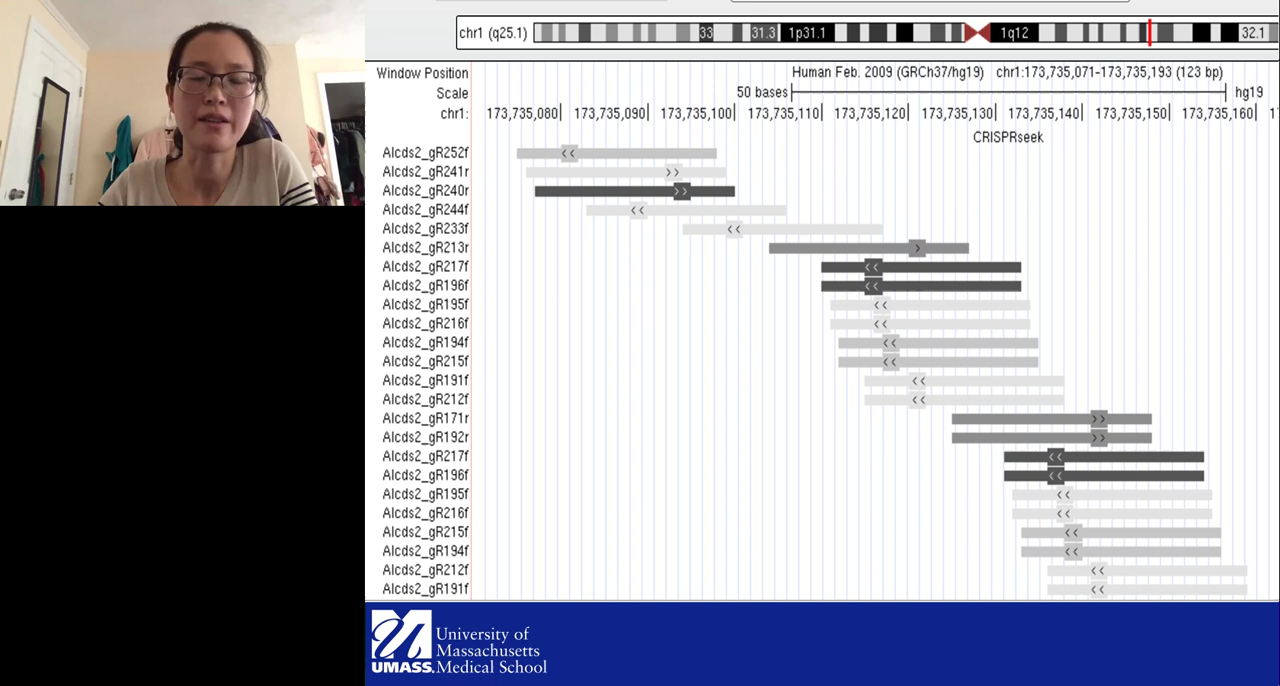 chr1 (q25.1) 33 31.3 1p31.1 1q12 32.1
Window Position Human Feb. 2009 (GRCh37/hg19) chr1:173,735,071-173,735,193 (123 bp)
Scale 50 bases hg19
chr1: 173,735,080 173,735,090 173,735,100 173,735,110 173,735,120 173,735,130 173,735,140 173,735,150 173,735,160
CRISPRseek
Alcds2_gR252f
Alcds2_gR241r
Alcds2_gR240r
Alcds2_gR244f
Alcds2_gR233f
Alcds2_gR213r
Alcds2_gR217f
Alcds2_gR196f
Alcds2_gR195f
Alcds2_gR216f
Alcds2_gR194f
Alcds2_gR215f
Alcds2_gR191f
Alcds2_gR212f
Alcds2_gR171r
Alcds2_gR192r
Alcds2_gR217f
Alcds2_gR196f
Alcds2_gR195f
Alcds2_gR216f
Alcds2_gR215f
Alcds2_gR194f
Alcds2_gR212f
Alcds2_gR191f
University of
Massachusetts
UMASS. Medical School